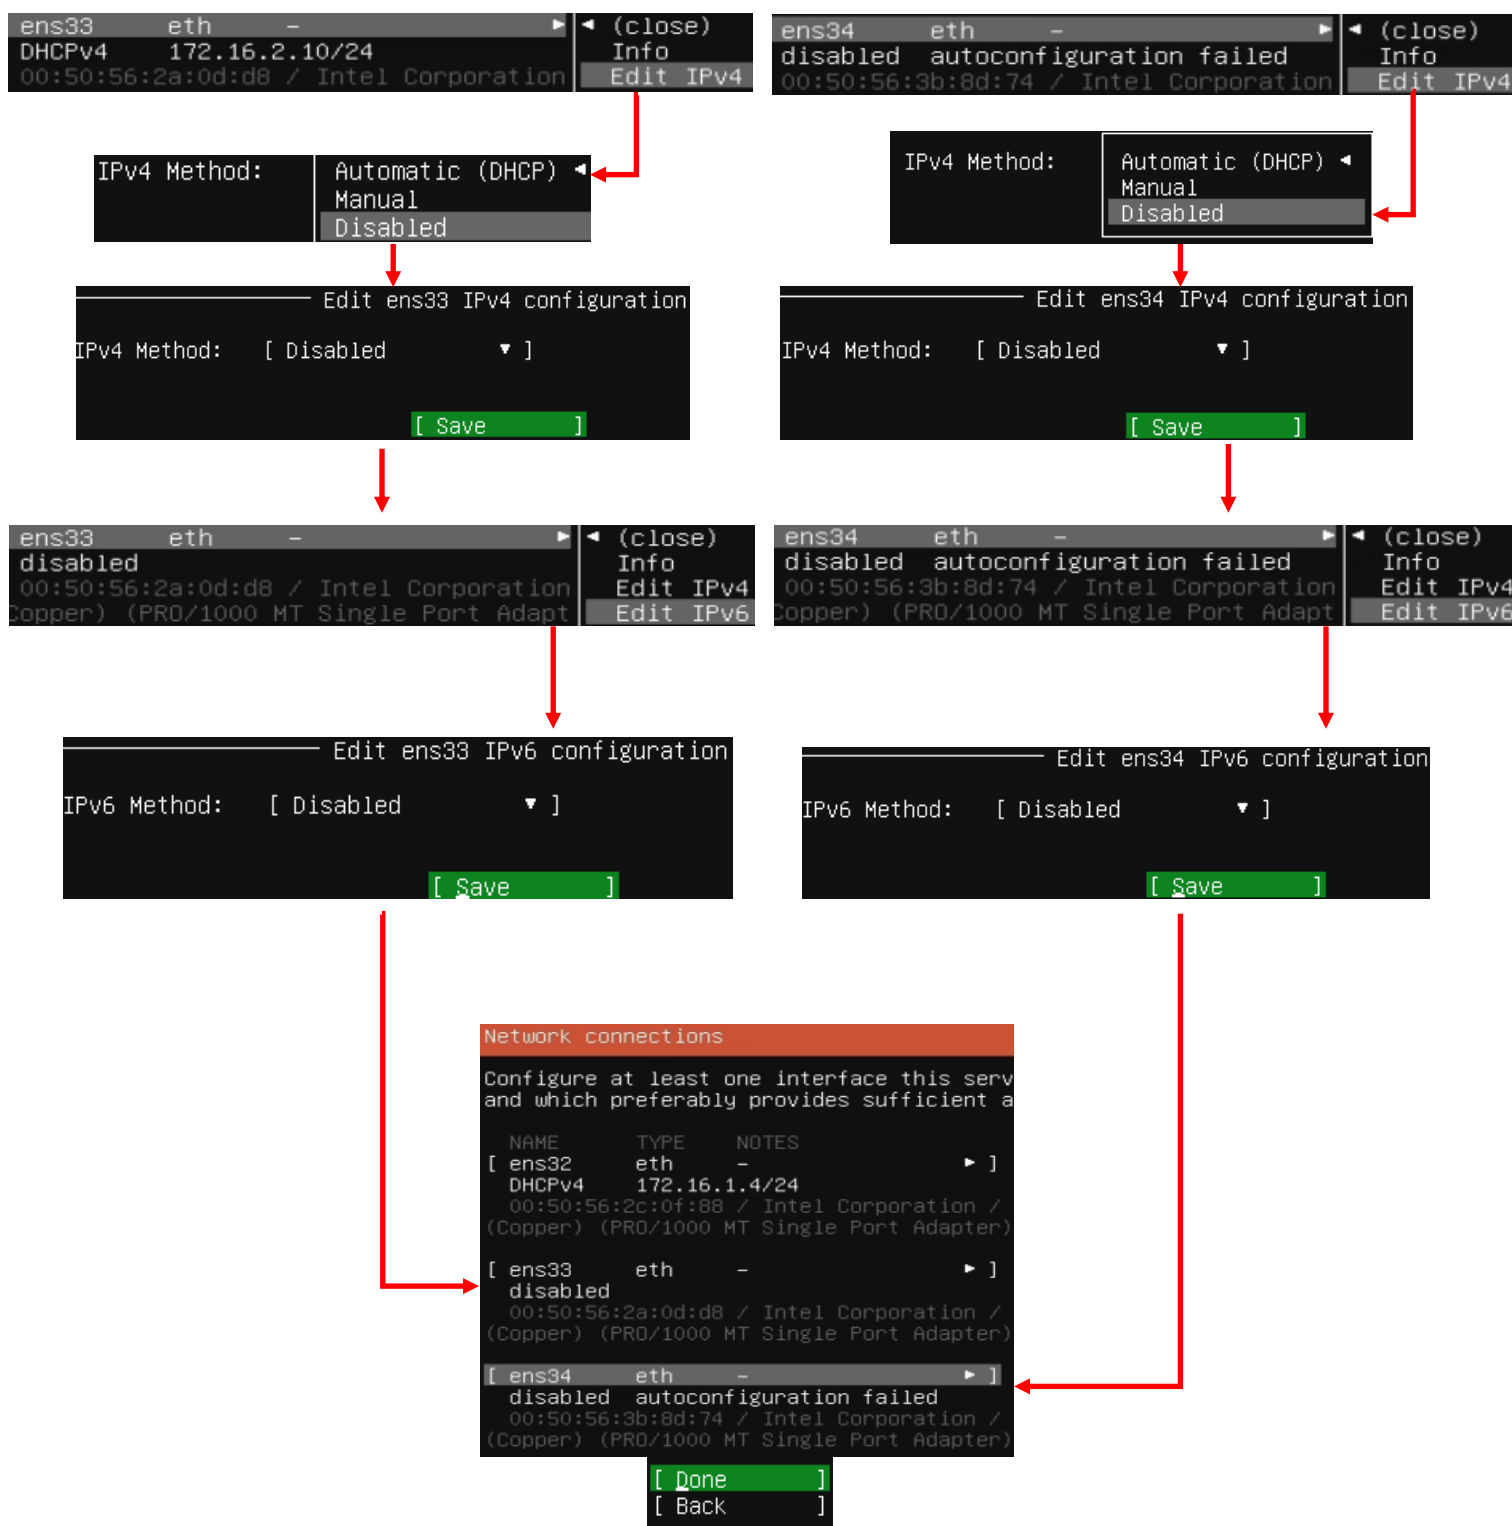 ens33 eth – ▸ ◂ (close)
DHCPv4 172.16.2.10/24 Info
00:50:56:2a:0d:d8 / Intel Corporation Edit IPv4
ens34 eth – ▸ ◂ (close)
disabled autoconfiguration failed Info
00:50:56:3b:8d:74 / Intel Corporation Edit IPv4
IPv4 Method: Automatic (DHCP) ◂
Manual
Disabled
IPv4 Method: Automatic (DHCP) ◂
Manual
Disabled
Edit ens33 IPv4 configuration
IPv4 Method: [ Disabled ▾ ]
[ Save ]
Edit ens34 IPv4 configuration
IPv4 Method: [ Disabled ▾ ]
[ Save ]
ens33 eth – ▸ ◂ (close)
disabled Info
00:50:56:2a:0d:d8 / Intel Corporation Edit IPv4
Copper) (PRO/1000 MT Single Port Adapt Edit IPv6
ens34 eth – ▸ ◂ (close)
disabled autoconfiguration failed Info
00:50:56:3b:8d:74 / Intel Corporation Edit IPv4
Copper) (PRO/1000 MT Single Port Adapt Edit IPv6
Edit ens33 IPv6 configuration
IPv6 Method: [ Disabled ▾ ]
[ Save ]
Edit ens34 IPv6 configuration
IPv6 Method: [ Disabled ▾ ]
[ Save ]
Network connections
Configure at least one interface this serv
and which preferably provides sufficient a
NAME TYPE NOTES
[ ens32 eth – ▸ ]
DHCPv4 172.16.1.4/24
00:50:56:2c:0f:88 / Intel Corporation /
(Copper) (PRO/1000 MT Single Port Adapter)
[ ens33 eth – ▸ ]
disabled
00:50:56:2a:0d:d8 / Intel Corporation /
(Copper) (PRO/1000 MT Single Port Adapter)
[ ens34 eth – ▸ ]
disabled autoconfiguration failed
00:50:56:3b:8d:74 / Intel Corporation /
(Copper) (PRO/1000 MT Single Port Adapter)
[ Done ]
[ Back ]